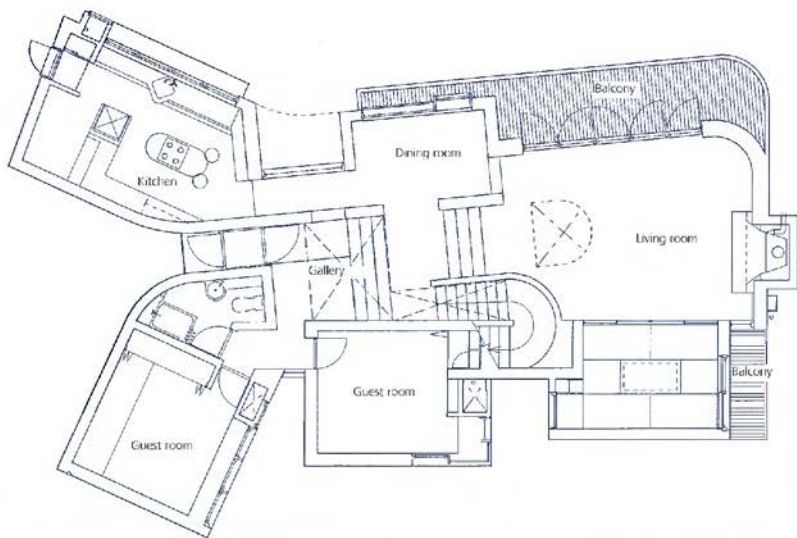 Balcony
Dining room
Kitchen
Living room
Gallery
Balcony
Guest room
Guest room